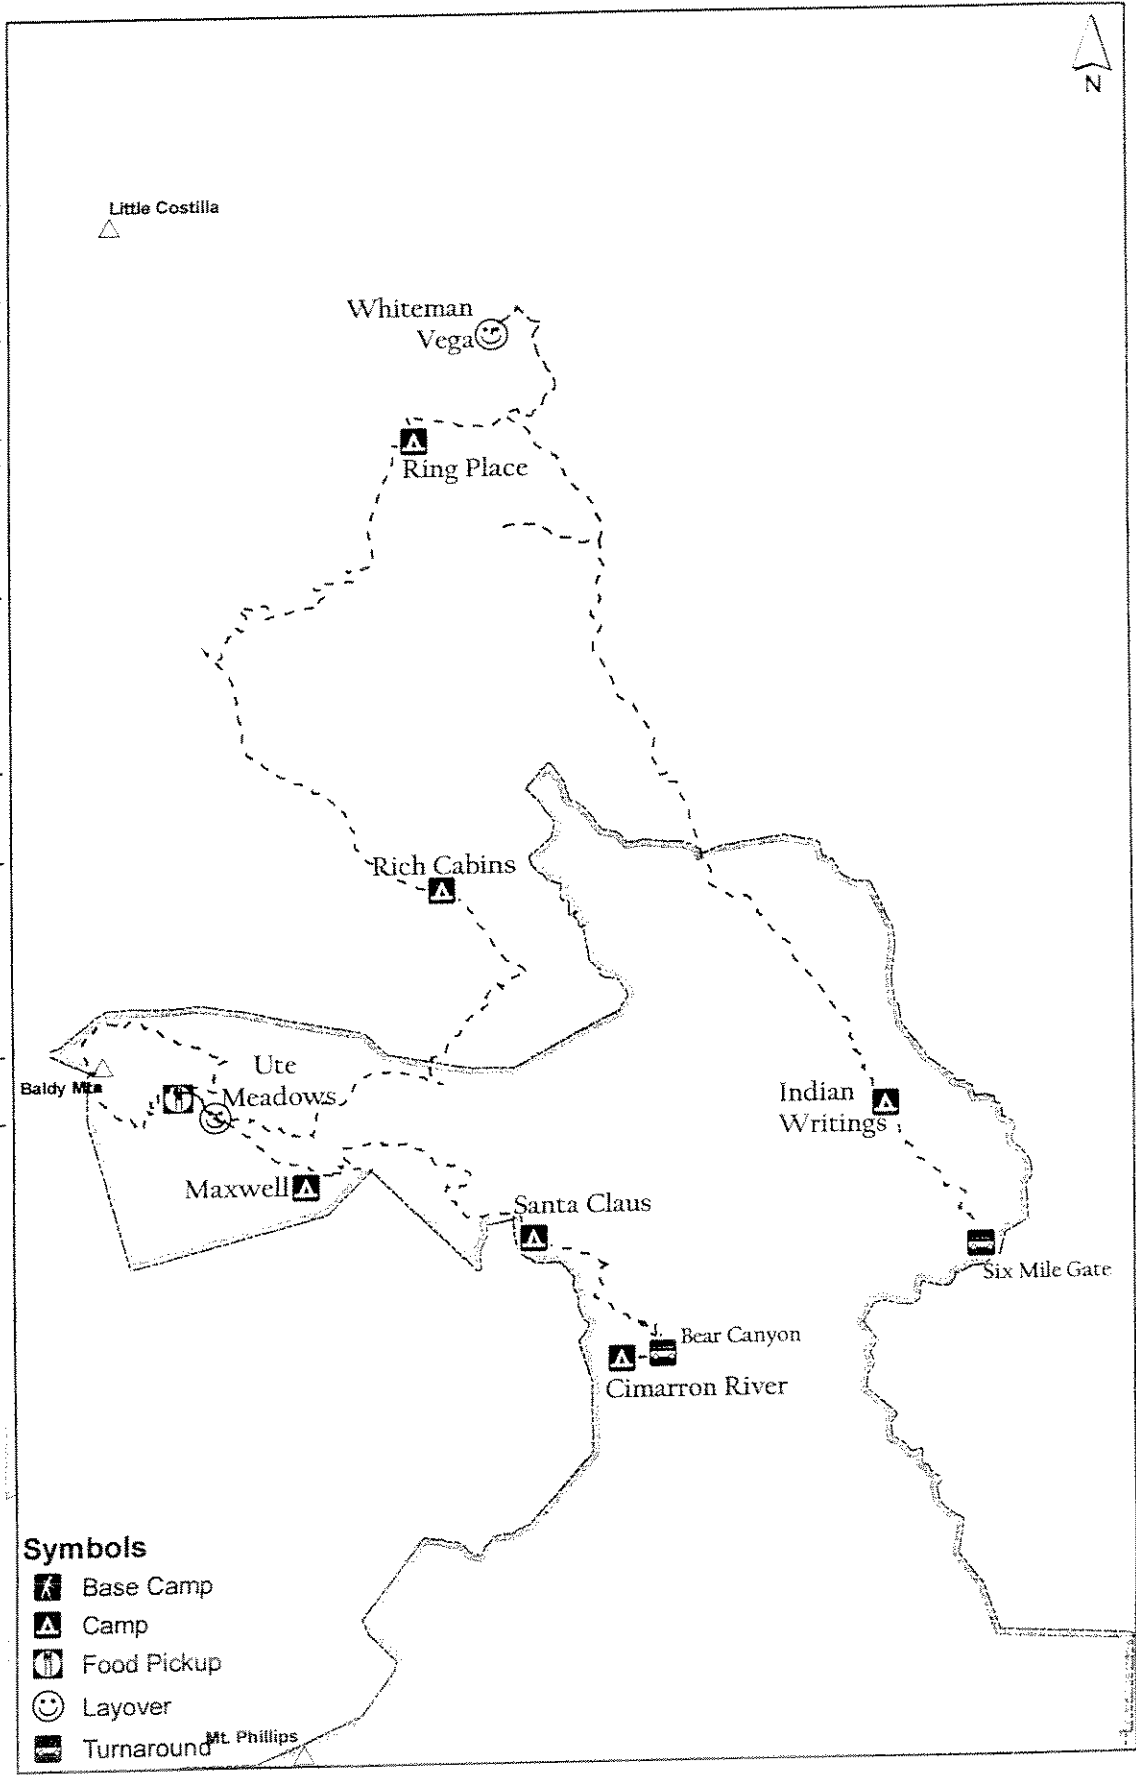 N
Little Costilla
Whiteman
Vega
Ring Place
Rich Cabins
Ute
Meadows
Baldy Mtn
Indian
Writings
Maxwell
Santa Claus
Six Mile Gate
Bear Canyon
Cimarron River
Symbols
Base Camp
Camp
Food Pickup
Layover
Turnaround
Mt. Phillips